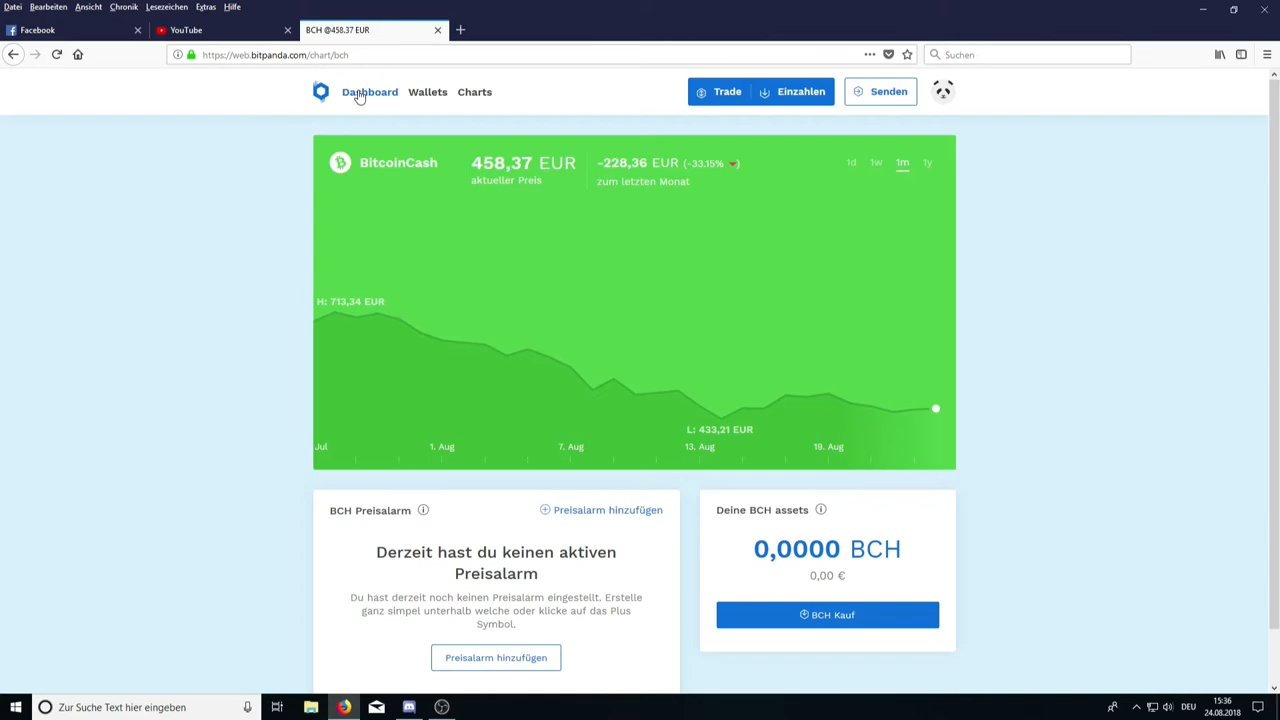 Datei Bearbeiten Ansicht Chronik Lesezeichen Extras Hilfe
Facebook
YouTube
BCH @458.37 EUR
https://web.bitpanda.com/chart/bch
Suchen
Dashboard Wallets Charts
Trade
Einzahlen
Senden
BitcoinCash
458,37 EUR
aktueller Preis
-228,36 EUR (-33.15%)
zum letzten Monat
1d 1w 1m 1y
H: 713,34 EUR
L: 433,21 EUR
Jul 1. Aug 7. Aug 13. Aug 19. Aug
BCH Preisalarm
Preisalarm hinzufügen
Derzeit hast du keinen aktiven
Preisalarm
Du hast derzeit noch keinen Preisalarm eingestellt. Erstelle
ganz simpel unterhalb welche oder klicke auf das Plus
Symbol.
Preisalarm hinzufügen
Deine BCH assets
0,0000 BCH
0,00 €
BCH Kauf
Zur Suche Text hier eingeben
DEU
15:36
24.08.2018